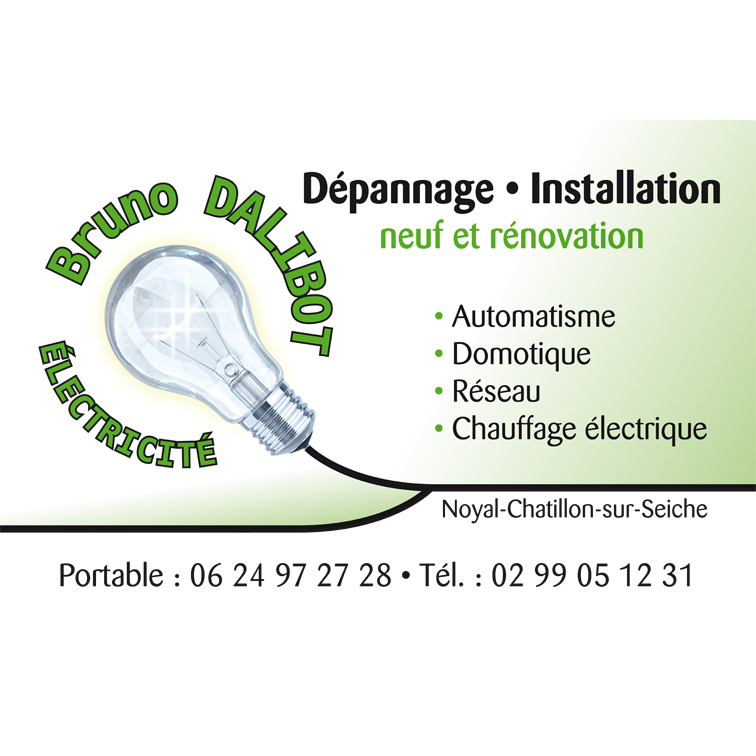 Bruno DALIBOT
ÉLECTRICITÉ
Dépannage • Installation
neuf et rénovation
• Automatisme
• Domotique
• Réseau
• Chauffage électrique
Noyal-Chatillon-sur-Seiche
Portable : 06 24 97 27 28 • Tél. : 02 99 05 12 31